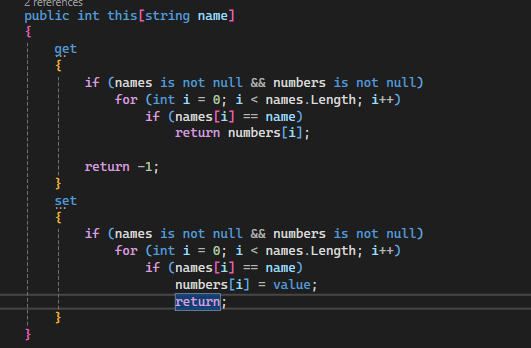 2 references
public int this[string name]
{
get
{
if (names is not null && numbers is not null)
for (int i = 0; i < names.Length; i++)
if (names[i] == name)
return numbers[i];
return -1;
}
set
{
if (names is not null && numbers is not null)
for (int i = 0; i < names.Length; i++)
if (names[i] == name)
numbers[i] = value;
return;
}
}